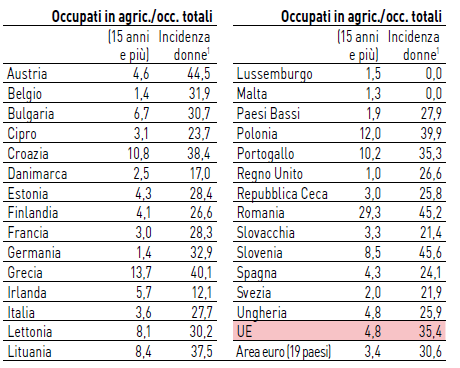 Occupati in agric./occ. totali
(15 anni e più) Incidenza donne¹
Austria 4,6 44,5
Belgio 1,4 31,9
Bulgaria 6,7 30,7
Cipro 3,1 23,7
Croazia 10,8 38,4
Danimarca 2,5 17,0
Estonia 4,3 28,4
Finlandia 4,1 26,6
Francia 3,0 28,3
Germania 1,4 32,9
Grecia 13,7 40,1
Irlanda 5,7 12,1
Italia 3,6 27,7
Lettonia 8,1 30,2
Lituania 8,4 37,5
Occupati in agric./occ. totali
(15 anni e più) Incidenza donne¹
Lussemburgo 1,5 0,0
Malta 1,3 0,0
Paesi Bassi 1,9 27,9
Polonia 12,0 39,9
Portogallo 10,2 35,3
Regno Unito 1,0 26,6
Repubblica Ceca 3,0 25,8
Romania 29,3 45,2
Slovacchia 3,3 21,4
Slovenia 8,5 45,6
Spagna 4,3 24,1
Svezia 2,0 21,9
Ungheria 4,8 25,9
UE 4,8 35,4
Area euro (19 paesi) 3,4 30,6